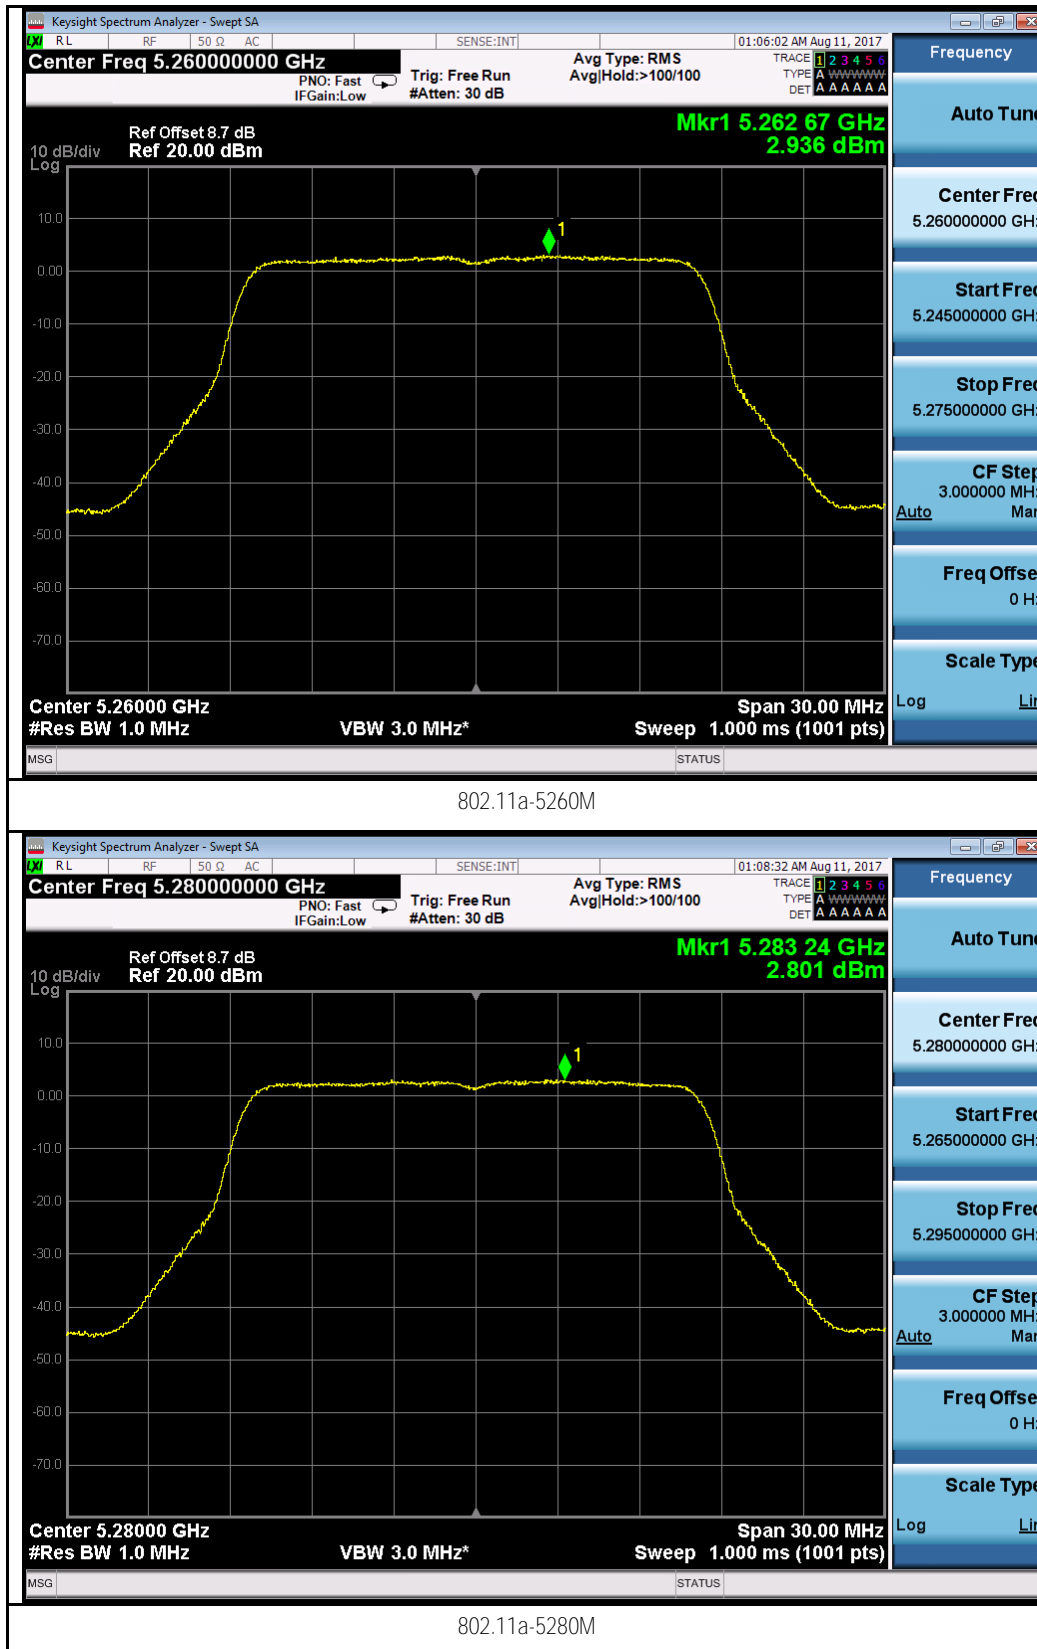 Keysight Spectrum Analyzer - Swept SA
LXI RL RF 50 Ω AC SENSE:INT 01:06:02 AM Aug 11, 2017
Center Freq 5.260000000 GHz
PNO: Fast
IFGain:Low
Trig: Free Run
#Atten: 30 dB
Avg Type: RMS
Avg|Hold:>100/100
TRACE 1 2 3 4 5 6
TYPE A WWWWW
DET A A A A A A
Mkr1 5.262 67 GHz
2.936 dBm
Ref Offset 8.7 dB
10 dB/div Ref 20.00 dBm
Log
1
10.0
0.00
-10.0
-20.0
-30.0
-40.0
-50.0
-60.0
-70.0
Center 5.26000 GHz Span 30.00 MHz
#Res BW 1.0 MHz VBW 3.0 MHz* Sweep 1.000 ms (1001 pts)
MSG STATUS
Frequency
Auto Tune
Center Freq
5.260000000 GHz
Start Freq
5.245000000 GHz
Stop Freq
5.275000000 GHz
CF Step
3.000000 MHz
Auto Man
Freq Offset
0 Hz
Scale Type
Log Lin
802.11a-5260M
Keysight Spectrum Analyzer - Swept SA
LXI RL RF 50 Ω AC SENSE:INT 01:08:32 AM Aug 11, 2017
Center Freq 5.280000000 GHz
PNO: Fast
IFGain:Low
Trig: Free Run
#Atten: 30 dB
Avg Type: RMS
Avg|Hold:>100/100
TRACE 1 2 3 4 5 6
TYPE A WWWWW
DET A A A A A A
Mkr1 5.283 24 GHz
2.801 dBm
Ref Offset 8.7 dB
10 dB/div Ref 20.00 dBm
Log
1
10.0
0.00
-10.0
-20.0
-30.0
-40.0
-50.0
-60.0
-70.0
Center 5.28000 GHz Span 30.00 MHz
#Res BW 1.0 MHz VBW 3.0 MHz* Sweep 1.000 ms (1001 pts)
MSG STATUS
Frequency
Auto Tune
Center Freq
5.280000000 GHz
Start Freq
5.265000000 GHz
Stop Freq
5.295000000 GHz
CF Step
3.000000 MHz
Auto Man
Freq Offset
0 Hz
Scale Type
Log Lin
802.11a-5280M